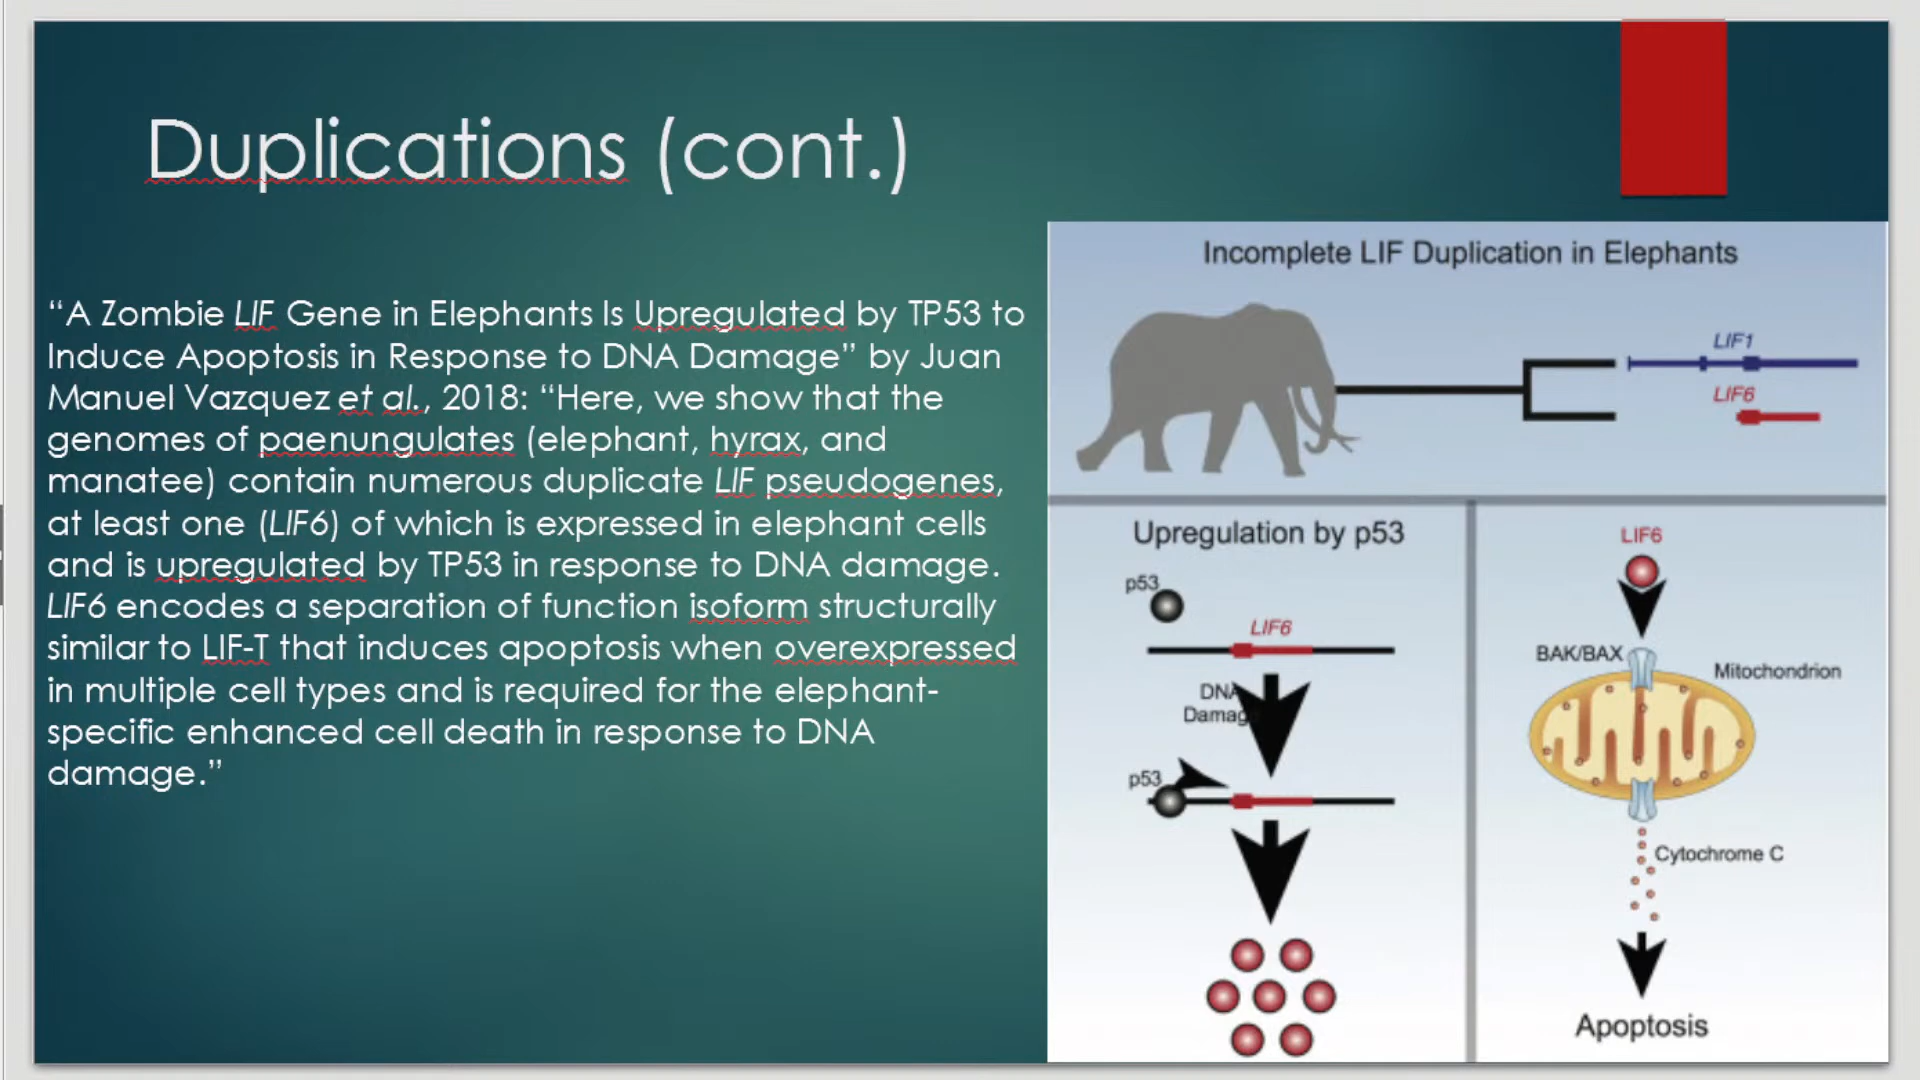 Duplications (cont.)
“A Zombie LIF Gene in Elephants Is Upregulated by TP53 to
Induce Apoptosis in Response to DNA Damage” by Juan
Manuel Vazquez et al., 2018: “Here, we show that the
genomes of paenungulates (elephant, hyrax, and
manatee) contain numerous duplicate LIF pseudogenes,
at least one (LIF6) of which is expressed in elephant cells
and is upregulated by TP53 in response to DNA damage.
LIF6 encodes a separation of function isoform structurally
similar to LIF-T that induces apoptosis when overexpressed
in multiple cell types and is required for the elephant-
specific enhanced cell death in response to DNA
damage.”
Incomplete LIF Duplication in Elephants
LIF1
LIF6
Upregulation by p53
p53
LIF6
DNA
Damage
p53
LIF6
BAK/BAX
Mitochondrion
Cytochrome C
Apoptosis